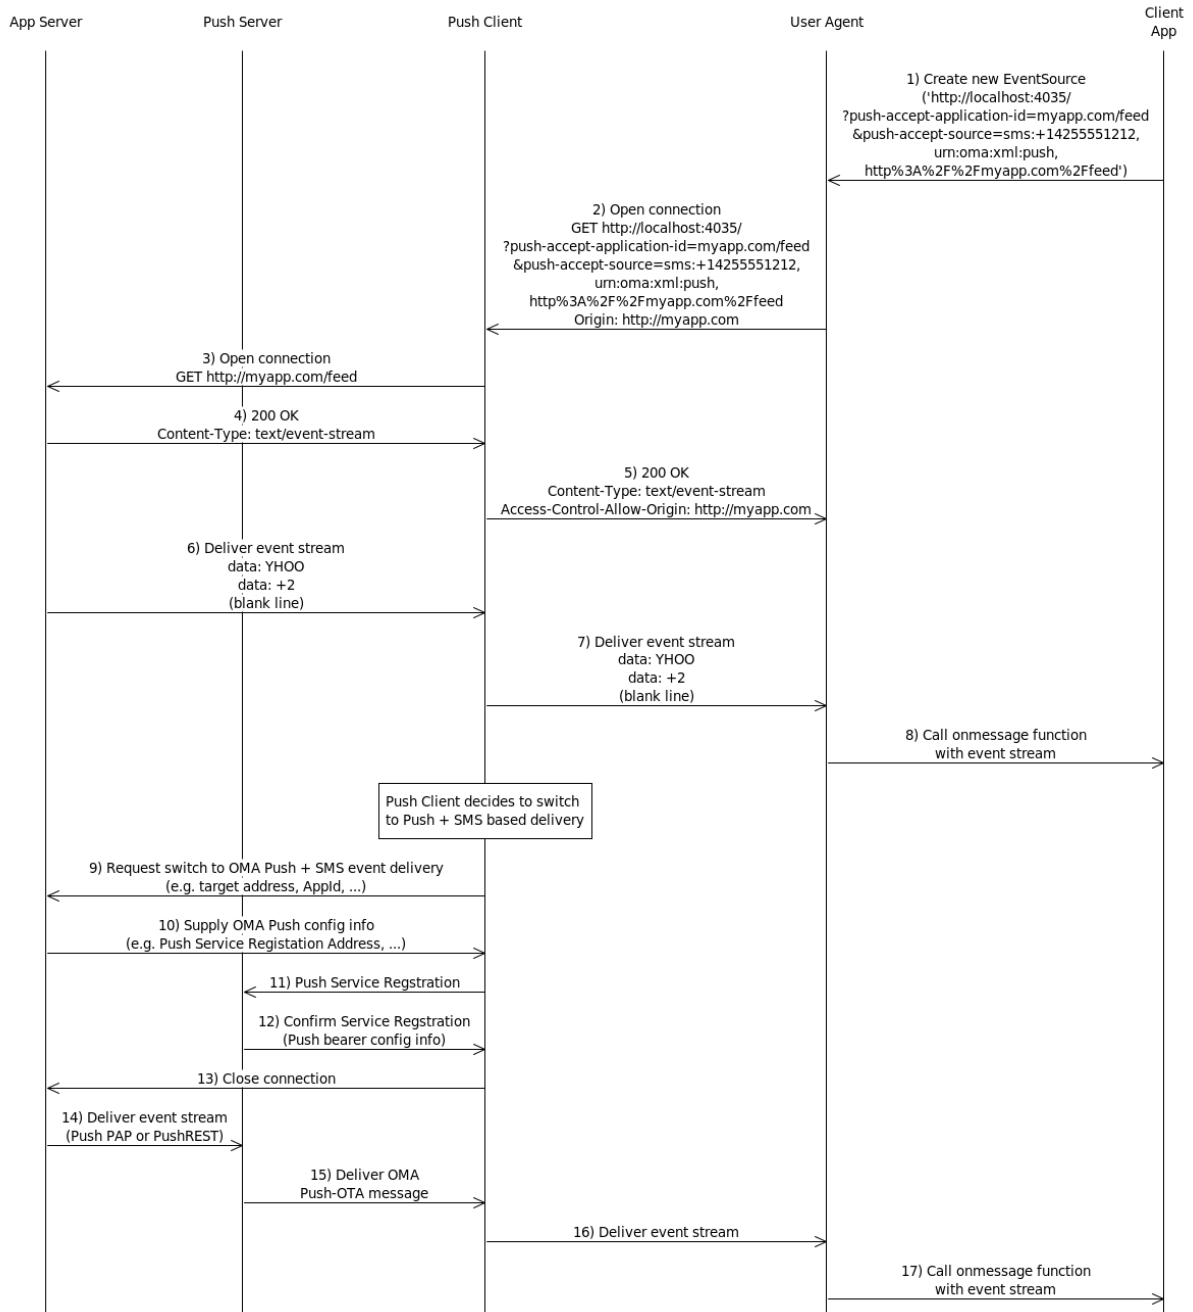 App Server
Push Server
Push Client
User Agent
Client
App
1) Create new EventSource
('http://localhost:4035/
?push-accept-application-id=myapp.com/feed
&push-accept-source=sms:+14255551212,
urn:oma:xml:push,
http%3A%2F%2Fmyapp.com%2Ffeed')
2) Open connection
GET http://localhost:4035/
?push-accept-application-id=myapp.com/feed
&push-accept-source=sms:+14255551212,
urn:oma:xml:push,
http%3A%2F%2Fmyapp.com%2Ffeed
Origin: http://myapp.com
3) Open connection
GET http://myapp.com/feed
4) 200 OK
Content-Type: text/event-stream
5) 200 OK
Content-Type: text/event-stream
Access-Control-Allow-Origin: http://myapp.com
6) Deliver event stream
data: YHOO
data: +2
(blank line)
7) Deliver event stream
data: YHOO
data: +2
(blank line)
8) Call onmessage function
with event stream
Push Client decides to switch
to Push + SMS based delivery
9) Request switch to OMA Push + SMS event delivery
(e.g. target address, AppId, ...)
10) Supply OMA Push config info
(e.g. Push Service Registation Address, ...)
11) Push Service Regstration
12) Confirm Service Regstration
(Push bearer config info)
13) Close connection
14) Deliver event stream
(Push PAP or PushREST)
15) Deliver OMA
Push-OTA message
16) Deliver event stream
17) Call onmessage function
with event stream